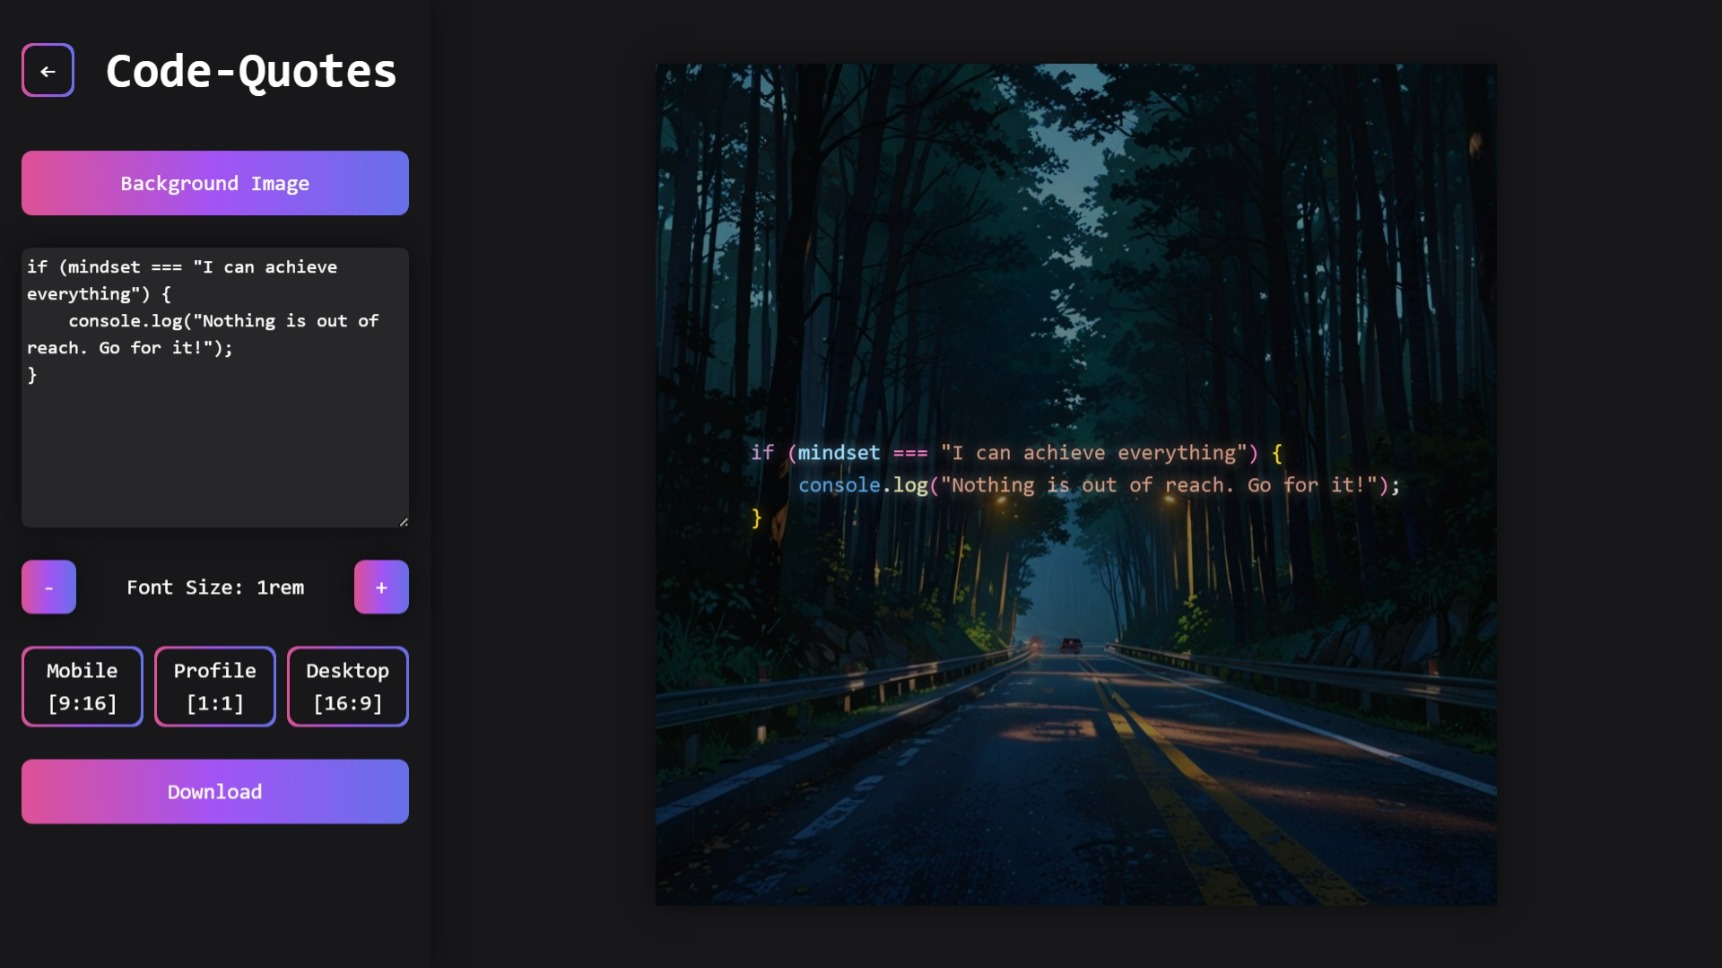 ←
Code-Quotes
Background Image
if (mindset === "I can achieve
everything") {
    console.log("Nothing is out of
reach. Go for it!");
}
-
Font Size: 1rem
+
Mobile
[9:16]
Profile
[1:1]
Desktop
[16:9]
Download
if (mindset === "I can achieve everything") {
    console.log("Nothing is out of reach. Go for it!");
}